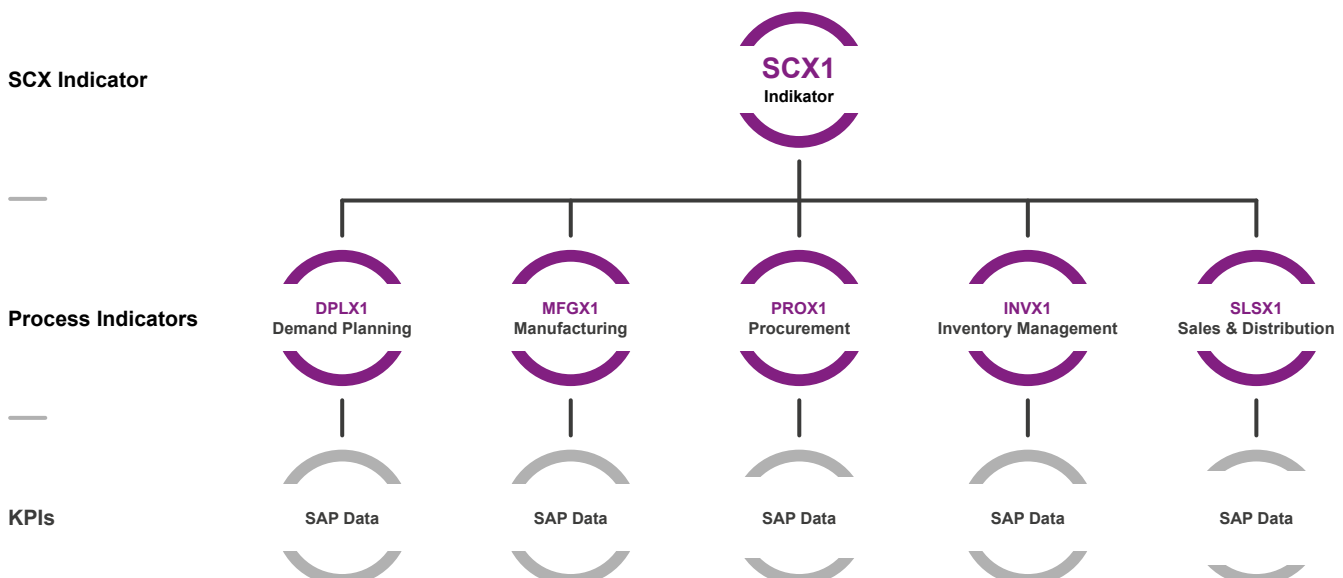 SCX Indicator
SCX1
Indikator
Process Indicators
DPLX1
Demand Planning
MFGX1
Manufacturing
PROX1
Procurement
INVX1
Inventory Management
SLSX1
Sales & Distribution
KPIs
SAP Data
SAP Data
SAP Data
SAP Data
SAP Data